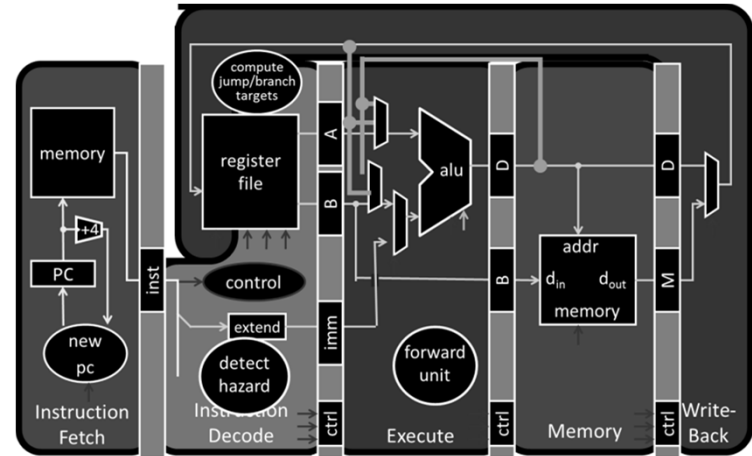 compute
jump/branch
targets
memory
register
file
A
alu
D
D
+4
B
addr
PC
inst
control
B
d_in
d_out
M
memory
new
pc
extend
imm
detect
hazard
forward
unit
Instruction
Fetch
Instruction
Decode
ctrl
Execute
ctrl
Memory
ctrl
Write-
Back